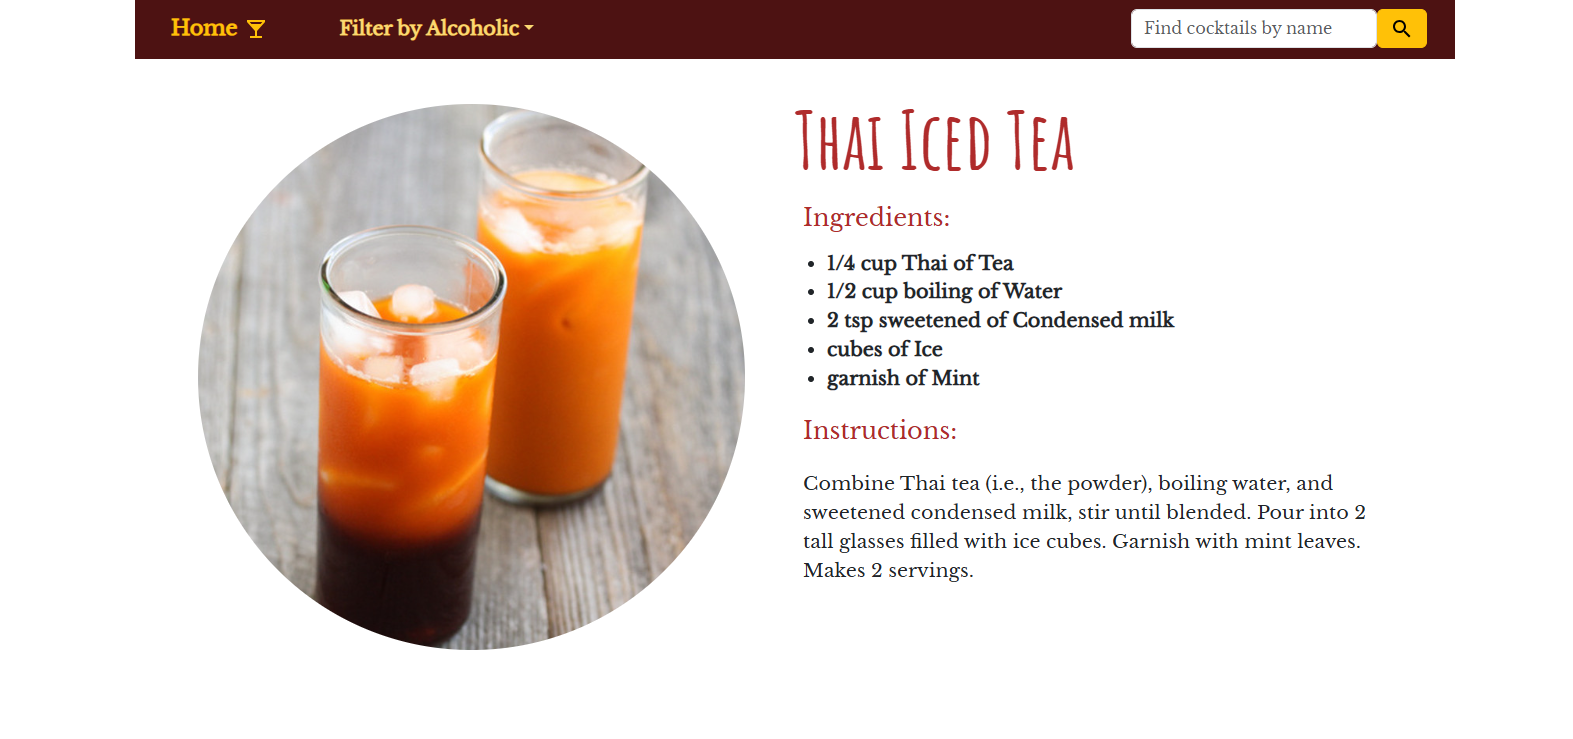 Home
Filter by Alcoholic
Find cocktails by name
Thai Iced Tea
Ingredients:
1/4 cup Thai of Tea
1/2 cup boiling of Water
2 tsp sweetened of Condensed milk
cubes of Ice
garnish of Mint
Instructions:
Combine Thai tea (i.e., the powder), boiling water, and
sweetened condensed milk, stir until blended. Pour into 2
tall glasses filled with ice cubes. Garnish with mint leaves.
Makes 2 servings.